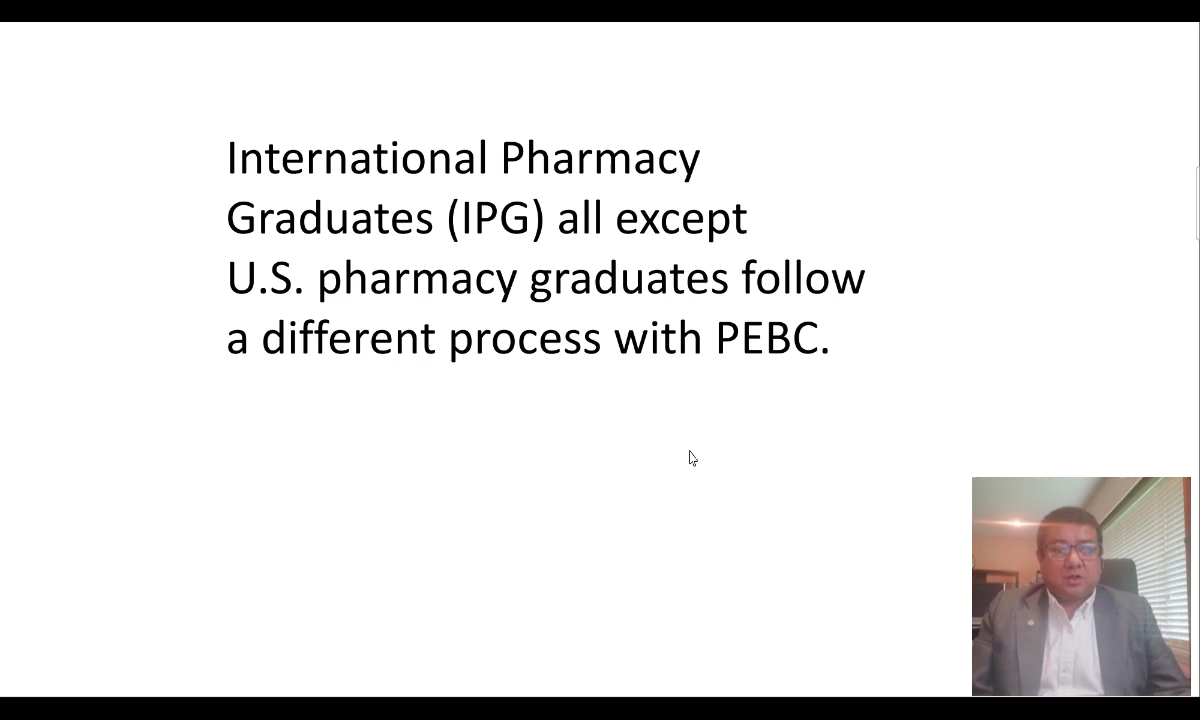 International Pharmacy
Graduates (IPG) all except
U.S. pharmacy graduates follow
a different process with PEBC.